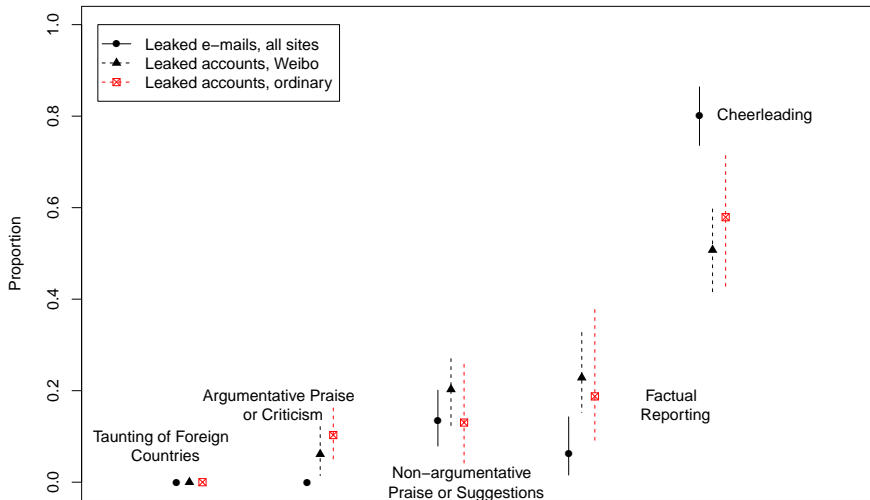 Leaked e−mails, all sites
Leaked accounts, Weibo
Leaked accounts, ordinary
Proportion
1.0
0.8
0.6
0.4
0.2
0.0
Cheerleading
Argumentative Praise
or Criticism
Factual
Reporting
Taunting of Foreign
Countries
Non−argumentative
Praise or Suggestions